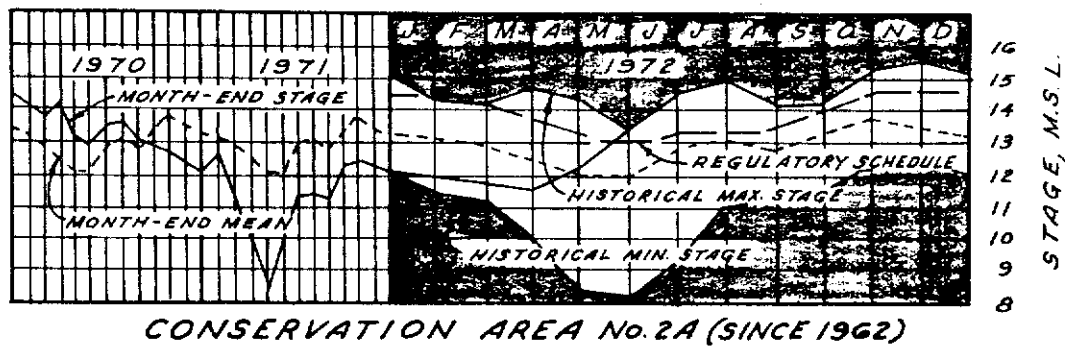 J F M A M J J A S O N D
1970 1971 1972
MONTH-END STAGE
REGULATORY SCHEDULE
HISTORICAL MAX. STAGE
MONTH-END MEAN
HISTORICAL MIN. STAGE
16
15
14
13
12
11
10
9
8
STAGE, M.S.L.
CONSERVATION AREA No. 2A (SINCE 1962)